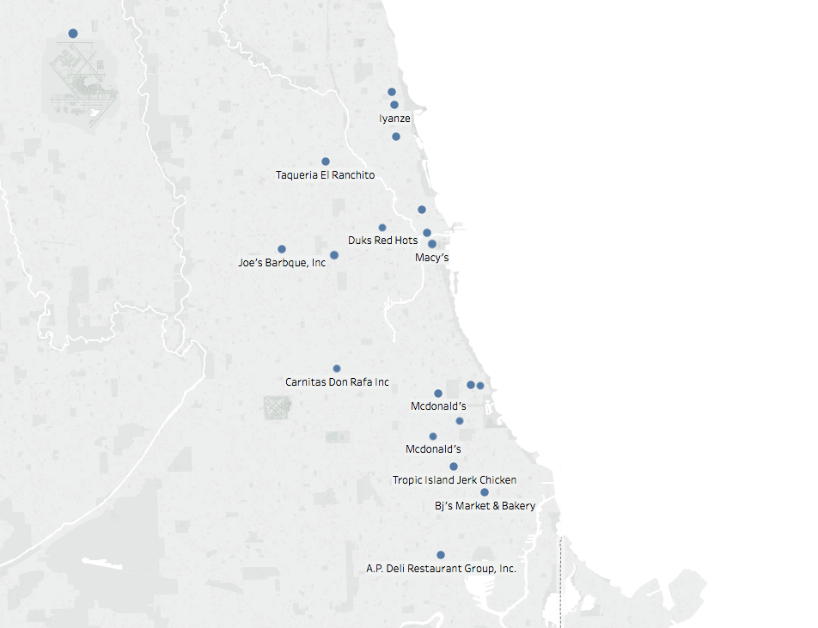 Iyanze
Taqueria El Ranchito
Duks Red Hots
Macy's
Joe's Barbque, Inc
Carnitas Don Rafa Inc
Mcdonald's
Mcdonald's
Tropic Island Jerk Chicken
Bj's Market & Bakery
A.P. Deli Restaurant Group, Inc.